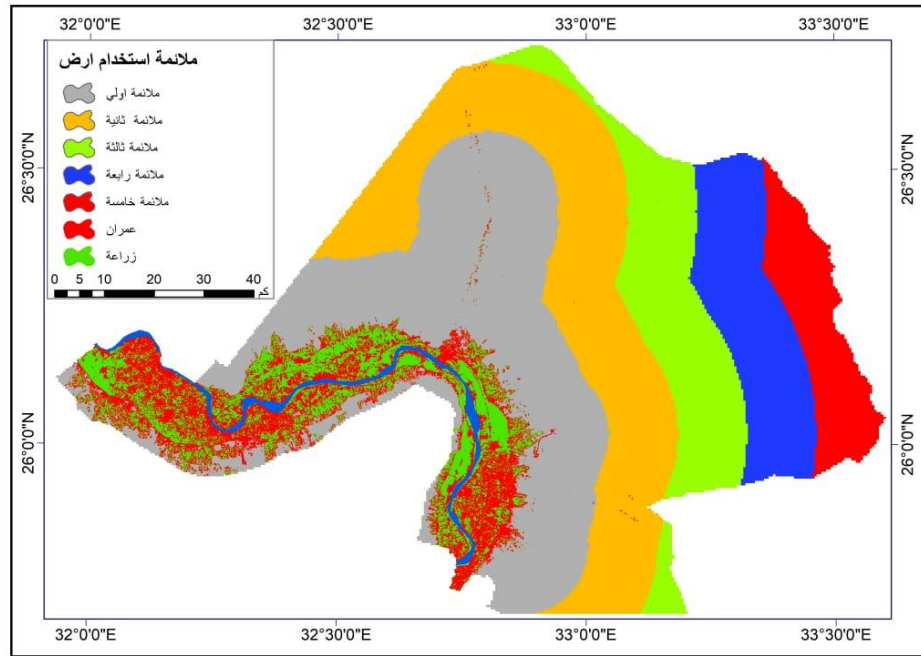 32°0'0"E 32°30'0"E 33°0'0"E 33°30'0"E
ملائمة استخدام ارض
ملائمة اولي
ملائمة ثانية
ملائمة ثالثة
ملائمة رابعة
ملائمة خامسة
عمران
زراعة
0 5 10 20 30 40
كم
26°30'0"N 26°30'0"N
26°0'0"N 26°0'0"N
32°0'0"E 32°30'0"E 33°0'0"E 33°30'0"E